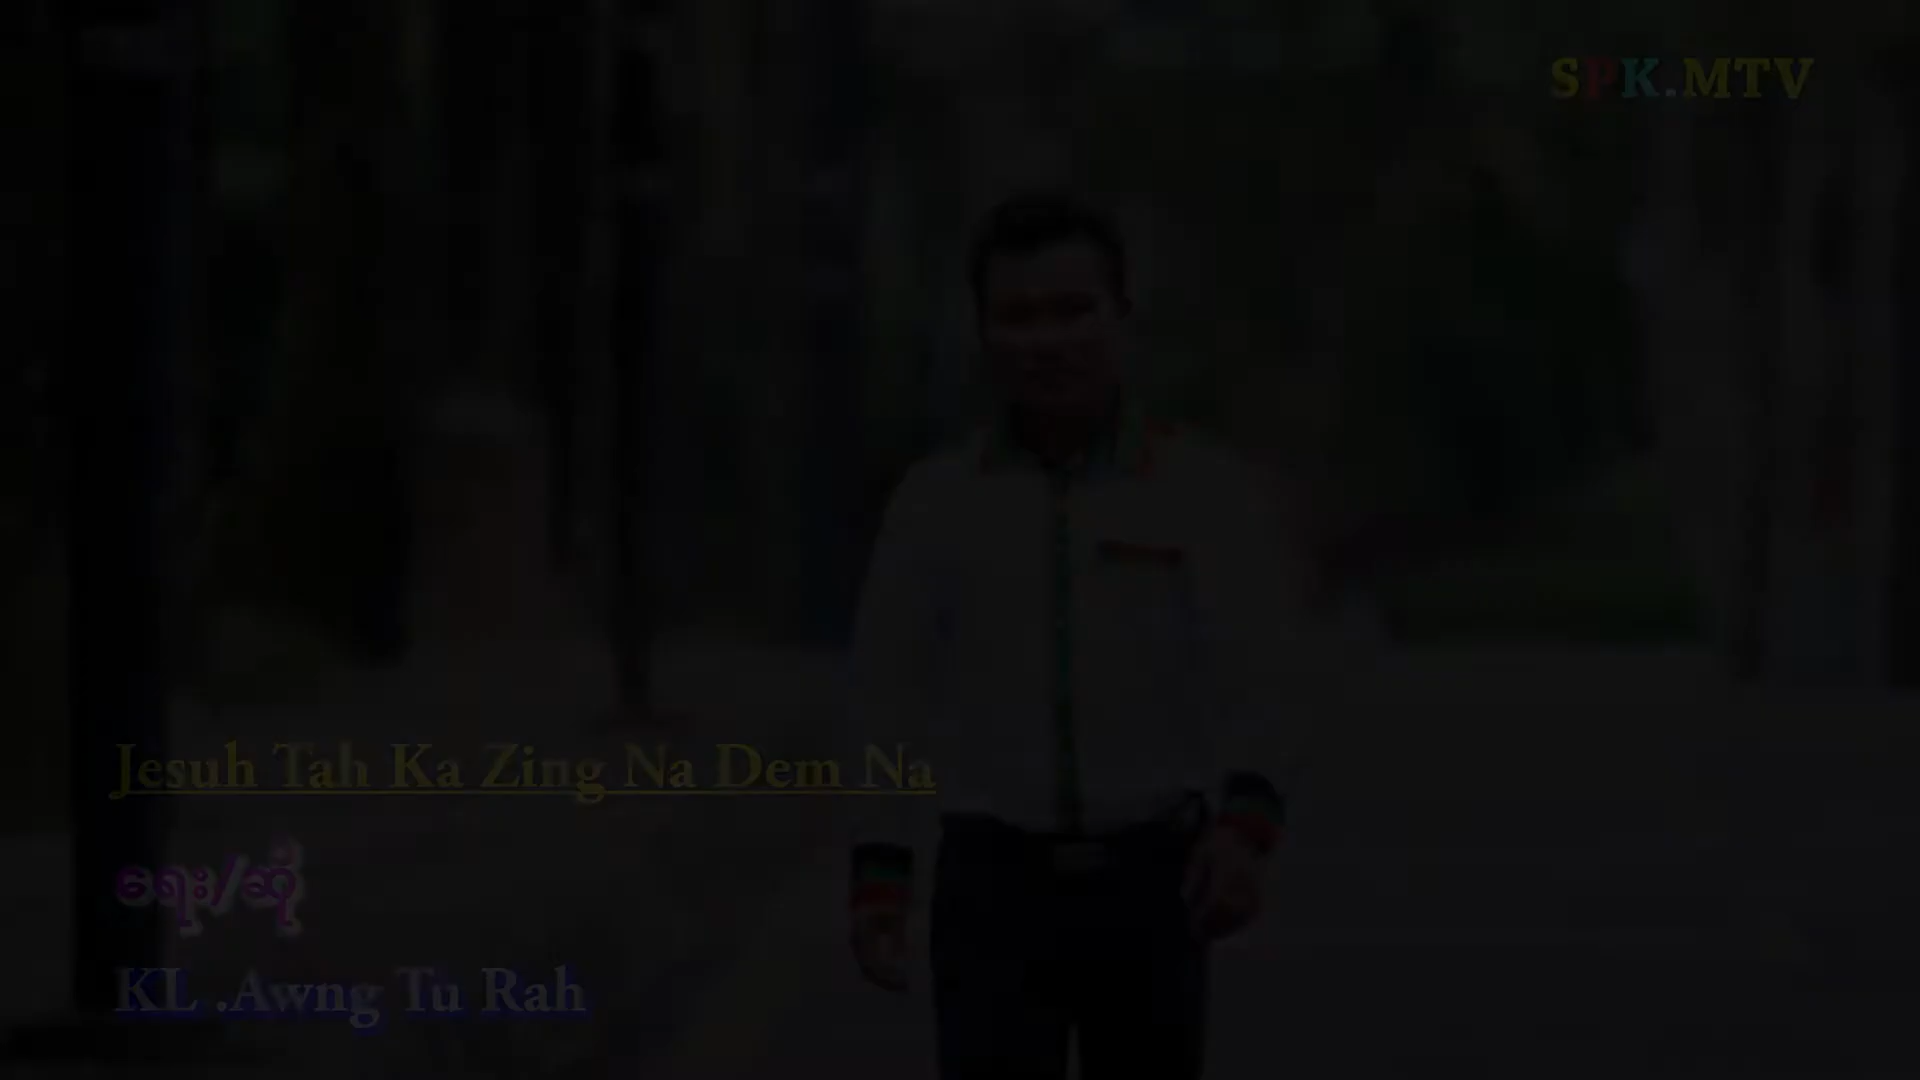 SPK.MTV
Jesuh Tah Ka Zing Na Dem Na
ရေး/ဆို
KL .Awng Tu Rah